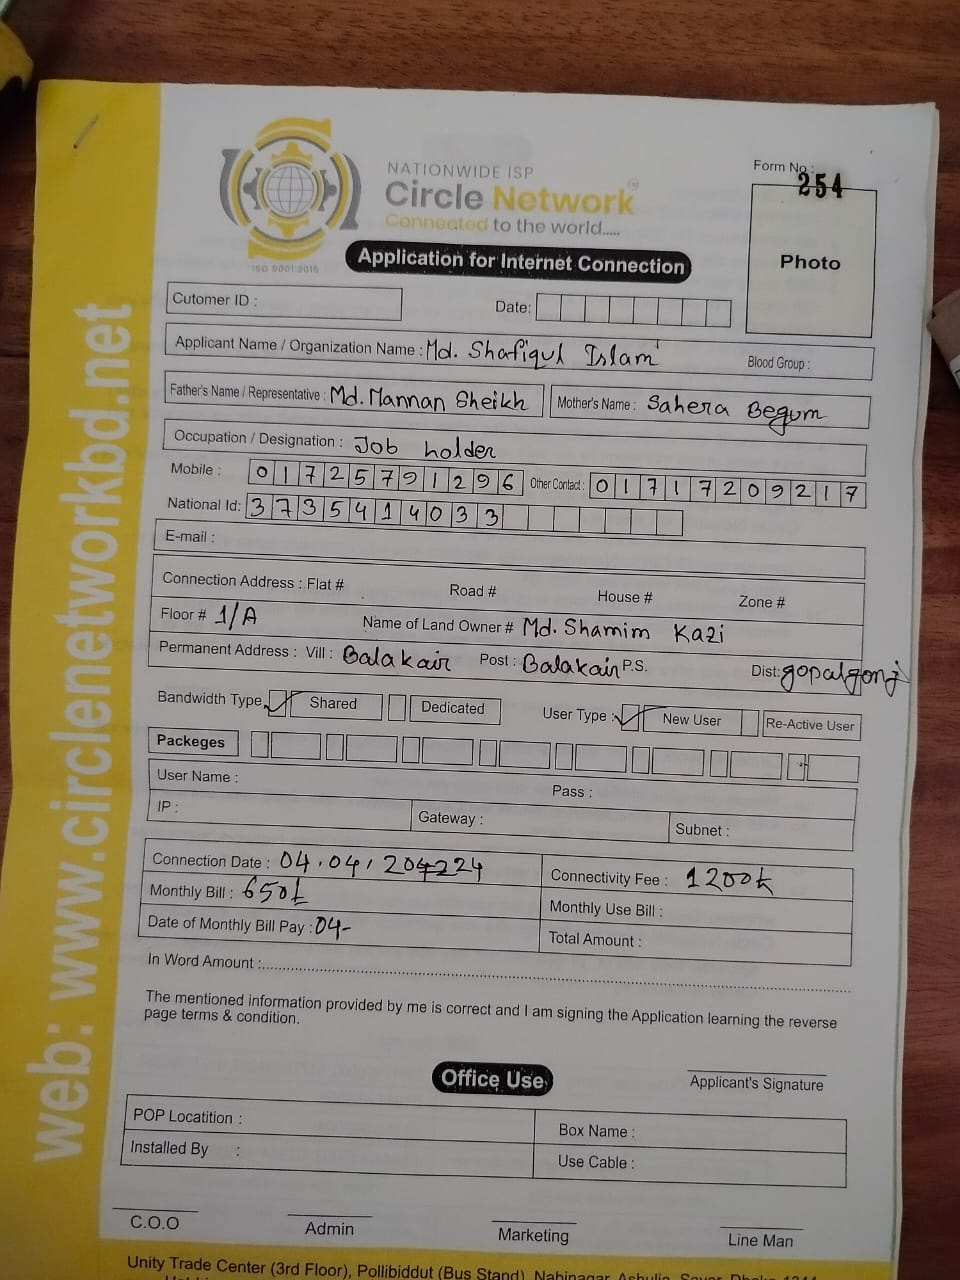 web: www.circlenetworkbd.net
NATIONWIDE ISP
Circle Network
Connected to the world.....
ISO 9001:2015
Form No.: 254
Photo
Application for Internet Connection
Cutomer ID :
Date:
Applicant Name / Organization Name : Md. Shafiqul Islam Blood Group :
Father's Name / Representative : Md. Mannan Sheikh Mother's Name : Sahera Begum
Occupation / Designation : Job holder
Mobile : 01725791296 Other Contact : 01717209217
National Id: 3735414033
E-mail :
Connection Address : Flat # Road # House # Zone #
Floor # 1/A Name of Land Owner # Md. Shamim Kazi
Permanent Address : Vill : Balakair Post : Balakair P.S. Dist: gopalgonj
Bandwidth Type Shared Dedicated User Type : New User Re-Active User
Packeges
User Name : Pass :
IP : Gateway : Subnet :
Connection Date : 04.04. Connectivity Fee : 1200
Monthly Bill : 650 Monthly Use Bill :
Date of Monthly Bill Pay : 04- Total Amount :
In Word Amount :
The mentioned information provided by me is correct and I am signing the Application learning the reverse
page terms & condition.
Applicant's Signature
Office Use
POP Locatition : Box Name :
Installed By : Use Cable :
C.O.O Admin Marketing Line Man
Unity Trade Center (3rd Floor), Pollibiddut (Bus Stand), Nabinagar, Ashulia, Savar, Dhaka